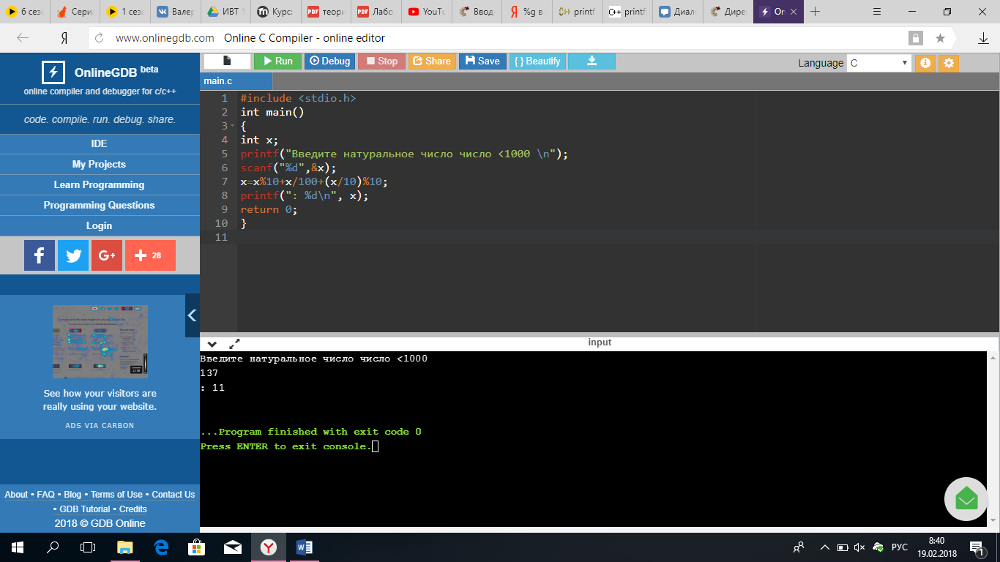 6 сез
Сериа
1 сез
Валер
ИВТ 1
Курс:
теори
Лабо
YouTu
Ввод-
%g в
printf
printf
Диал
Дире
On
www.onlinegdb.com Online C Compiler - online editor
OnlineGDB beta
online compiler and debugger for c/c++
code. compile. run. debug. share.
IDE
My Projects
Learn Programming
Programming Questions
Login
28
See how your visitors are
really using your website.
ADS VIA CARBON
About • FAQ • Blog • Terms of Use • Contact Us
• GDB Tutorial • Credits
2018 © GDB Online
Run Debug Stop Share Save { } Beautify Language C
main.c
1 #include <stdio.h>
2 int main()
3 {
4 int x;
5 printf("Введите натуральное число число <1000 \n");
6 scanf("%d",&x);
7 x=x%10+x/100+(x/10)%10;
8 printf(": %d\n", x);
9 return 0;
10 }
11
input
Введите натуральное число число <1000
137
: 11
...Program finished with exit code 0
Press ENTER to exit console.
РУС
8:40
19.02.2018
1